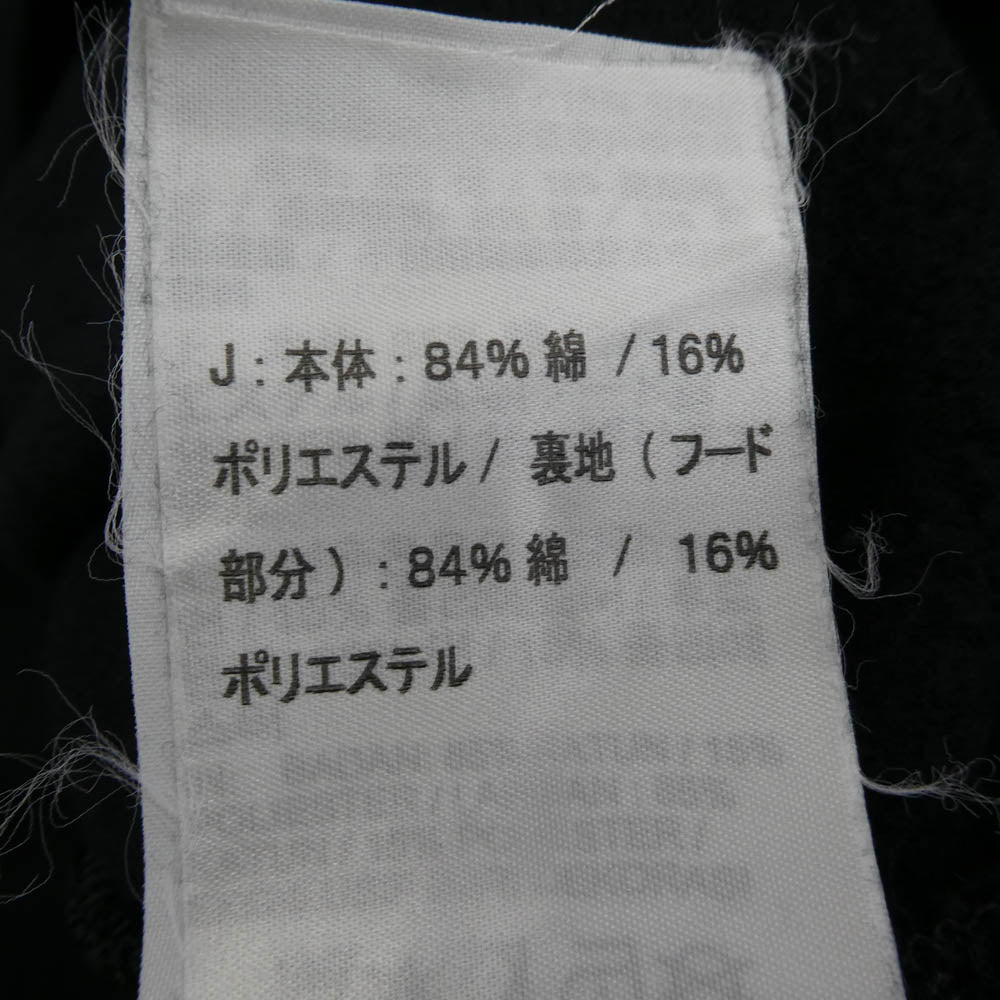 J : 本体 : 84% 綿 / 16%
ポリエステル / 裏地 ( フード
部分 ) : 84% 綿 / 16%
ポリエステル